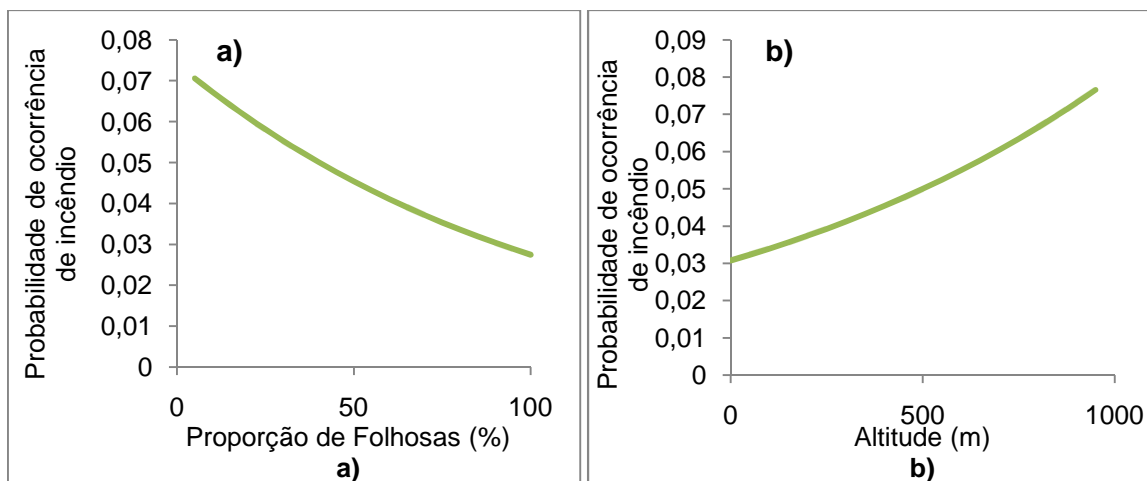 Probabilidade de ocorrência
de incêndio
a)
0,08
0,07
0,06
0,05
0,04
0,03
0,02
0,01
0
0
50
100
Proporção de Folhosas (%)
a)
Probabilidade de ocorrência
de incêndio
b)
0,09
0,08
0,07
0,06
0,05
0,04
0,03
0,02
0,01
0
0
500
1000
Altitude (m)
b)